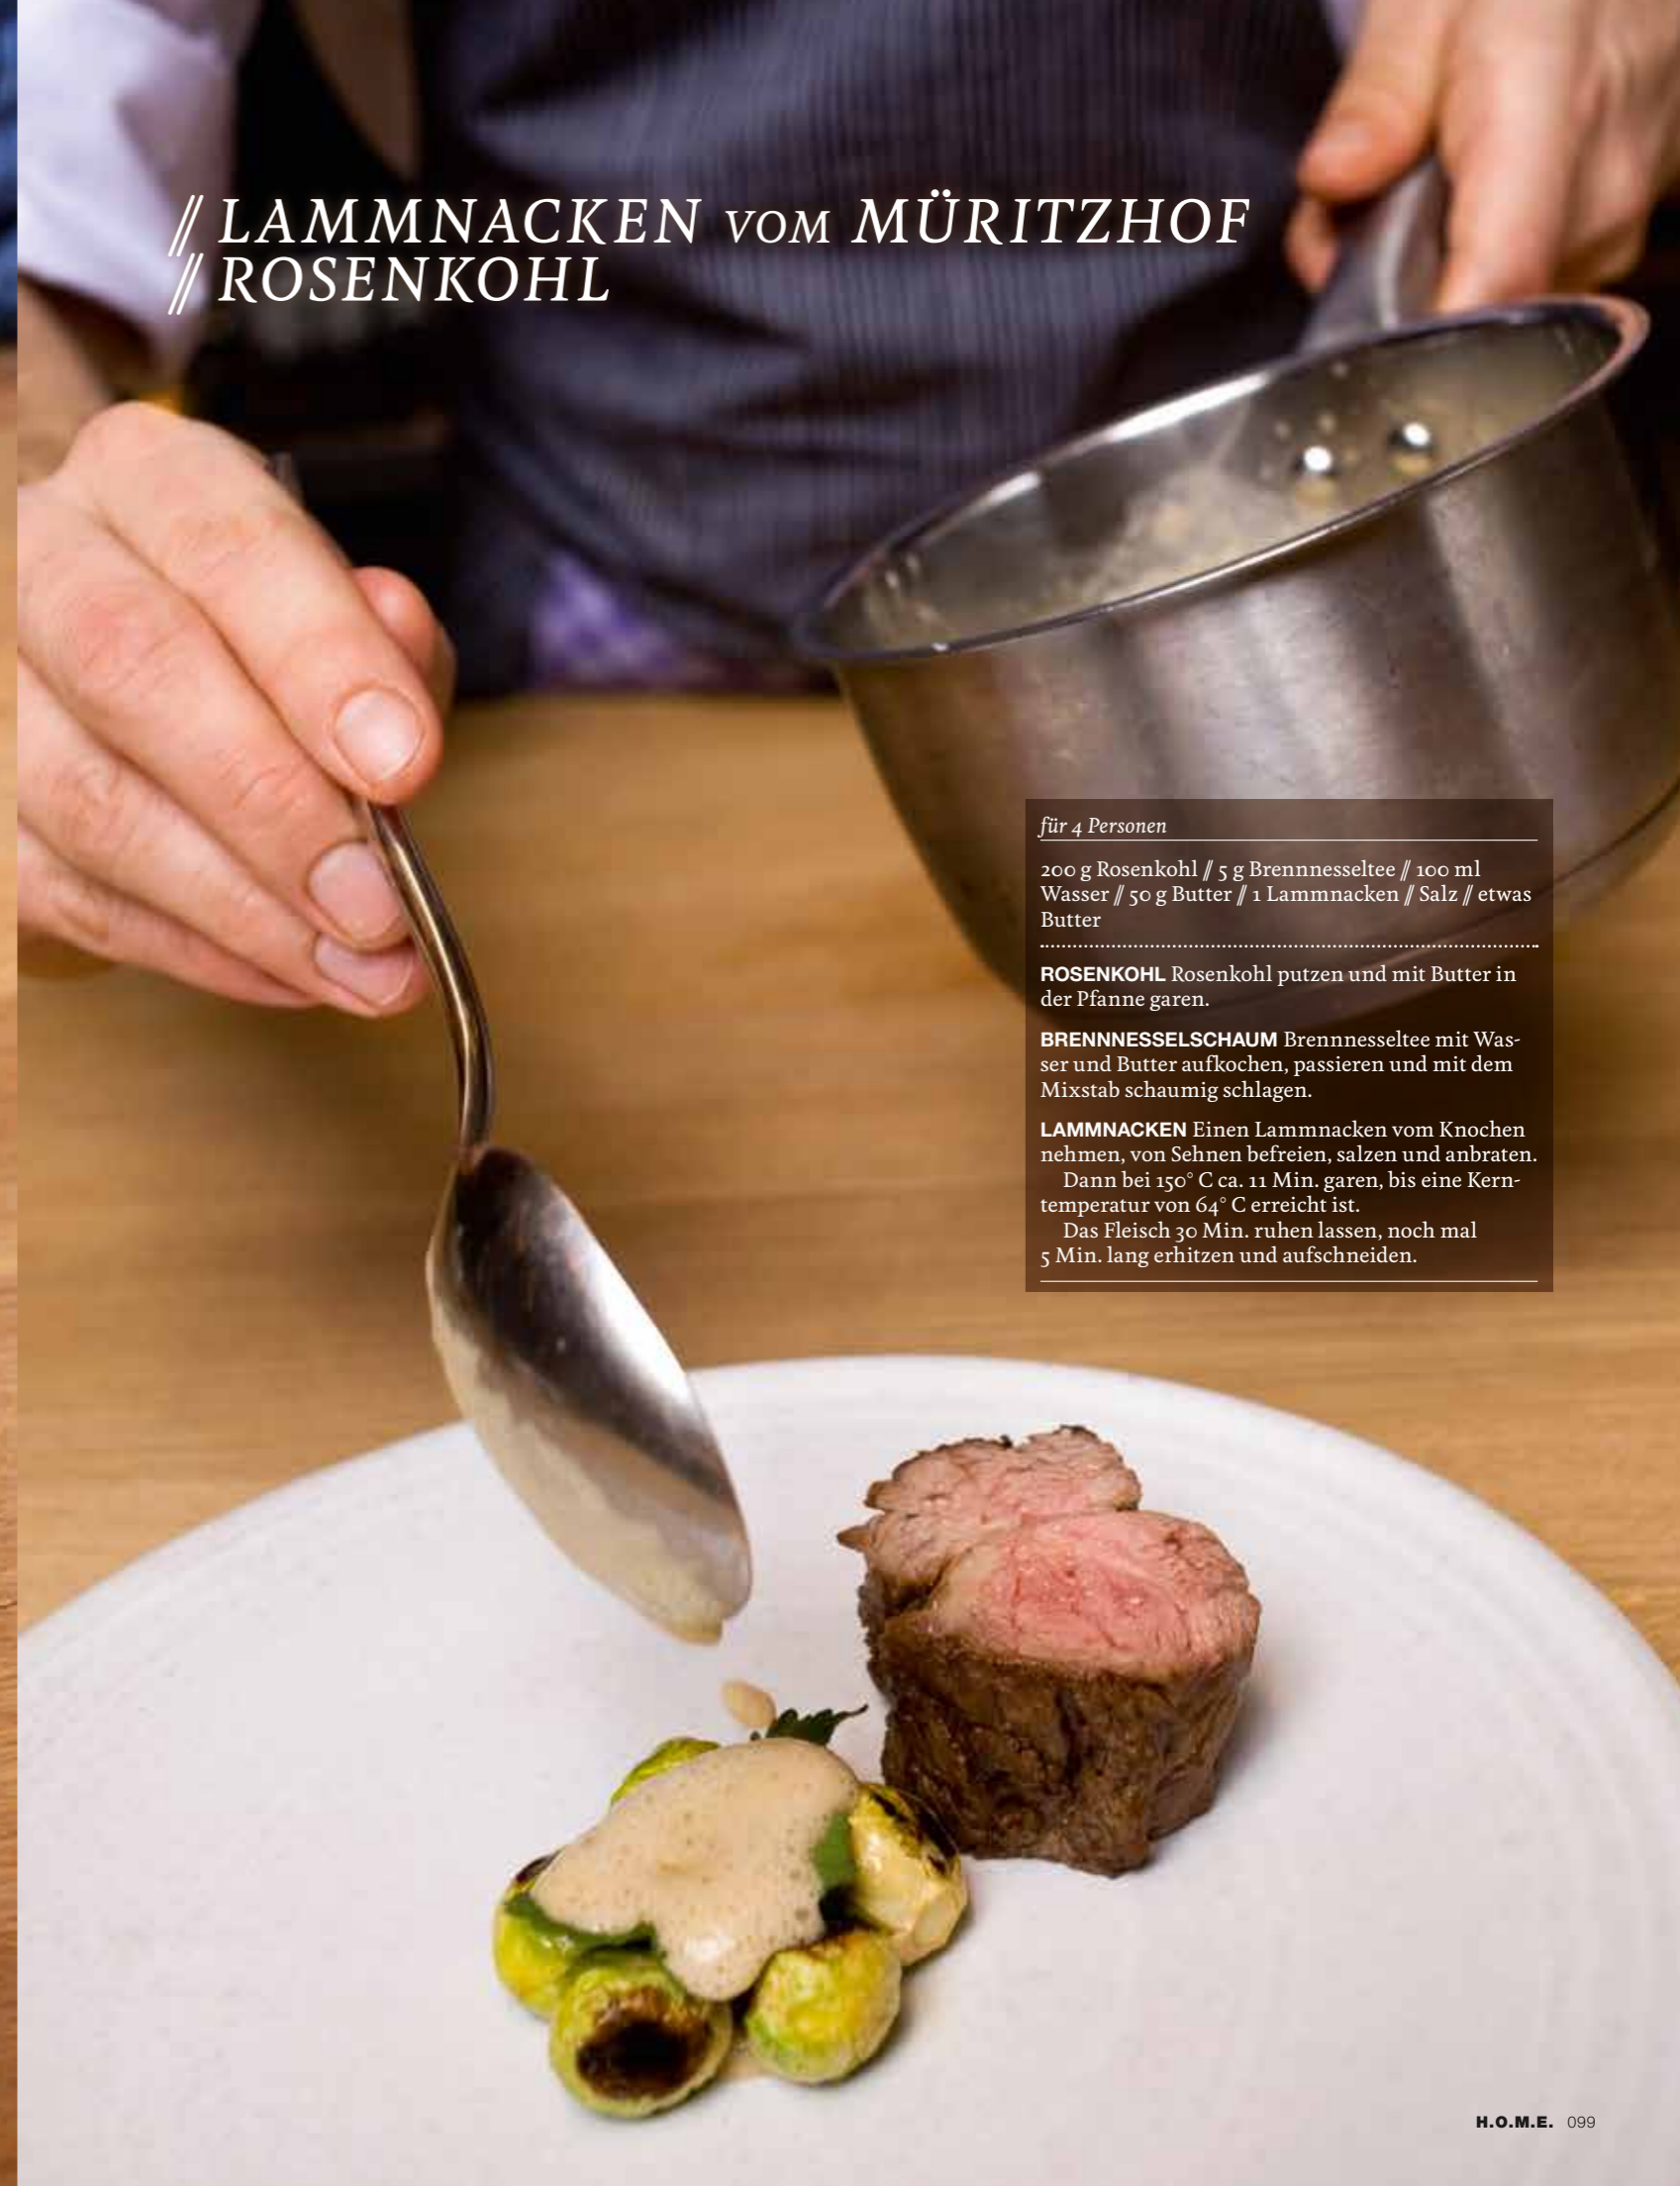 // LAMMNACKEN VOM MÜRITZHOF
// ROSENKOHL
für 4 Personen
200 g Rosenkohl // 5 g Brennnesseltee // 100 ml
Wasser // 50 g Butter // 1 Lammnacken // Salz // etwas
Butter
ROSENKOHL Rosenkohl putzen und mit Butter in
der Pfanne garen.
BRENNNESSELSCHAUM Brennnesseltee mit Was-
ser und Butter aufkochen, passieren und mit dem
Mixstab schaumig schlagen.
LAMMNACKEN Einen Lammnacken vom Knochen
nehmen, von Sehnen befreien, salzen und anbraten.
Dann bei 150° C ca. 11 Min. garen, bis eine Kern-
temperatur von 64° C erreicht ist.
Das Fleisch 30 Min. ruhen lassen, noch mal
5 Min. lang erhitzen und aufschneiden.
H.O.M.E. 099